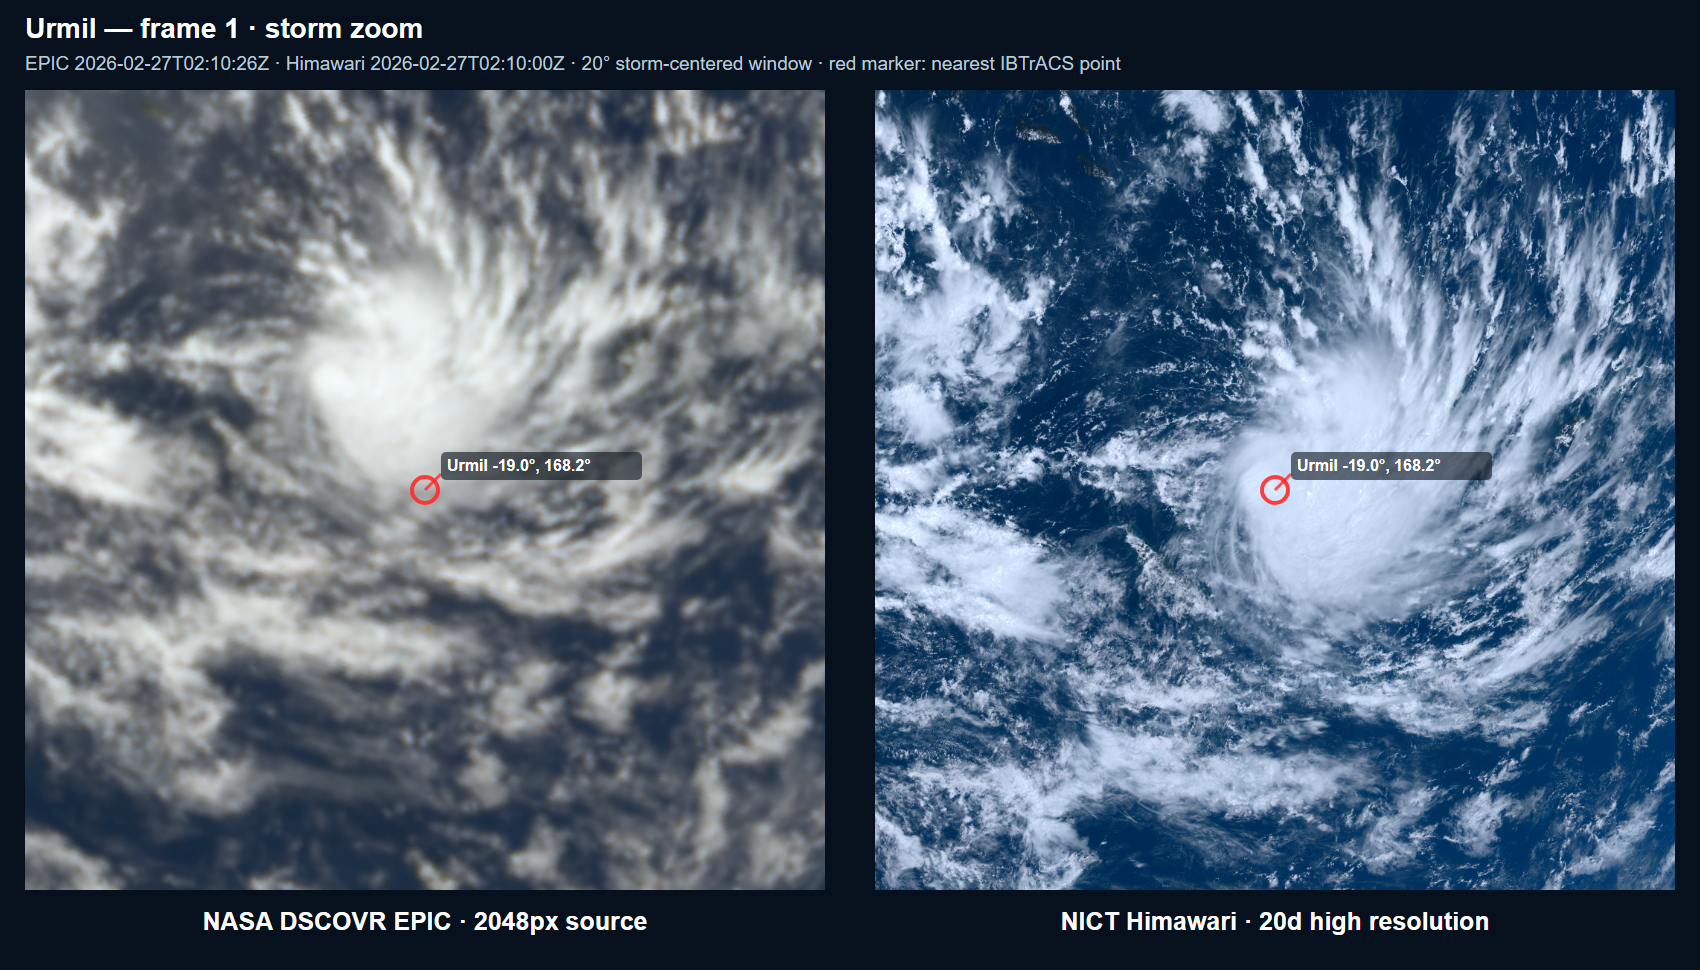 Urmil — frame 1 · storm zoom
EPIC 2026-02-27T02:10:26Z · Himawari 2026-02-27T02:10:00Z · 20° storm-centered window · red marker: nearest IBTrACS point
Urmil -19.0°, 168.2°
Urmil -19.0°, 168.2°
NASA DSCOVR EPIC · 2048px source
NICT Himawari · 20d high resolution